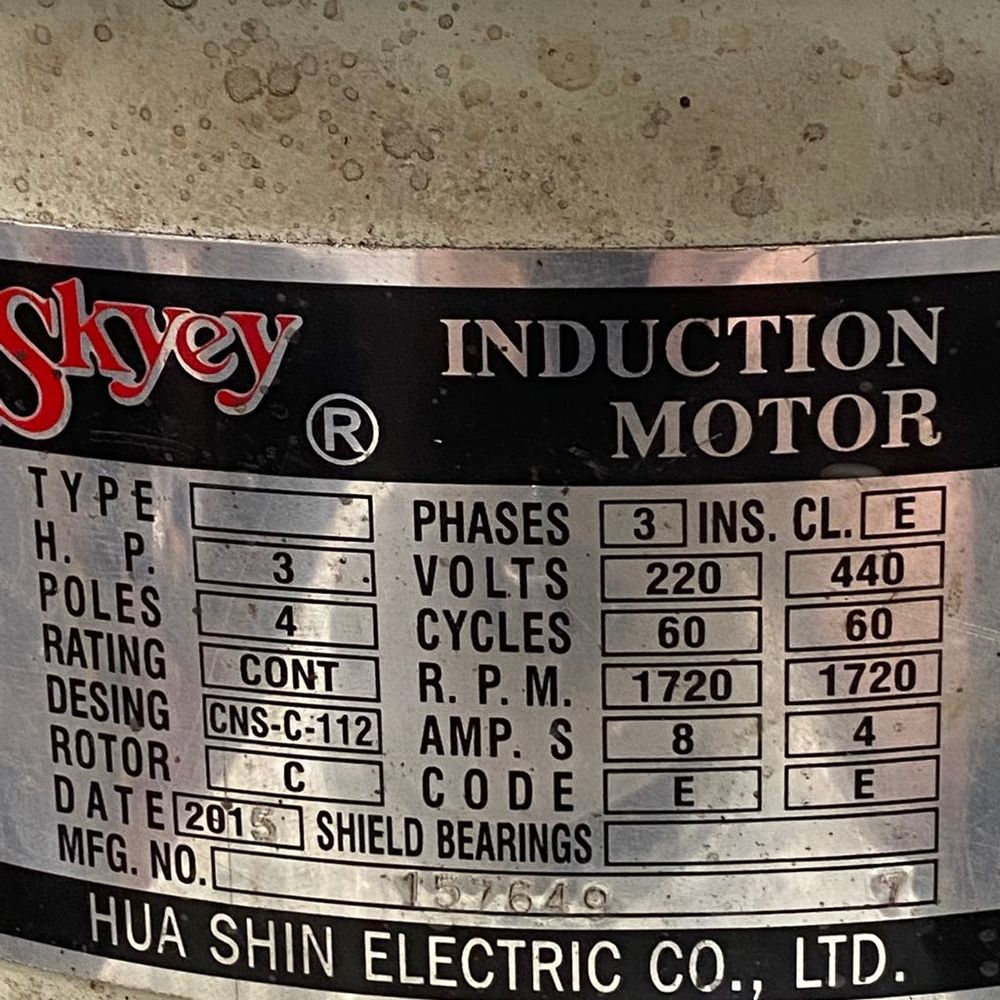 Skyey ®
INDUCTION
MOTOR
TYPE PHASES 3 INS. CL. E
H. P. 3 VOLTS 220 440
POLES 4 CYCLES 60 60
RATING CONT R. P. M. 1720 1720
DESING CNS-C-112 AMP. S 8 4
ROTOR C CODE E E
DATE 2015 SHIELD BEARINGS
MFG. NO. 157649 7
HUA SHIN ELECTRIC CO., LTD.